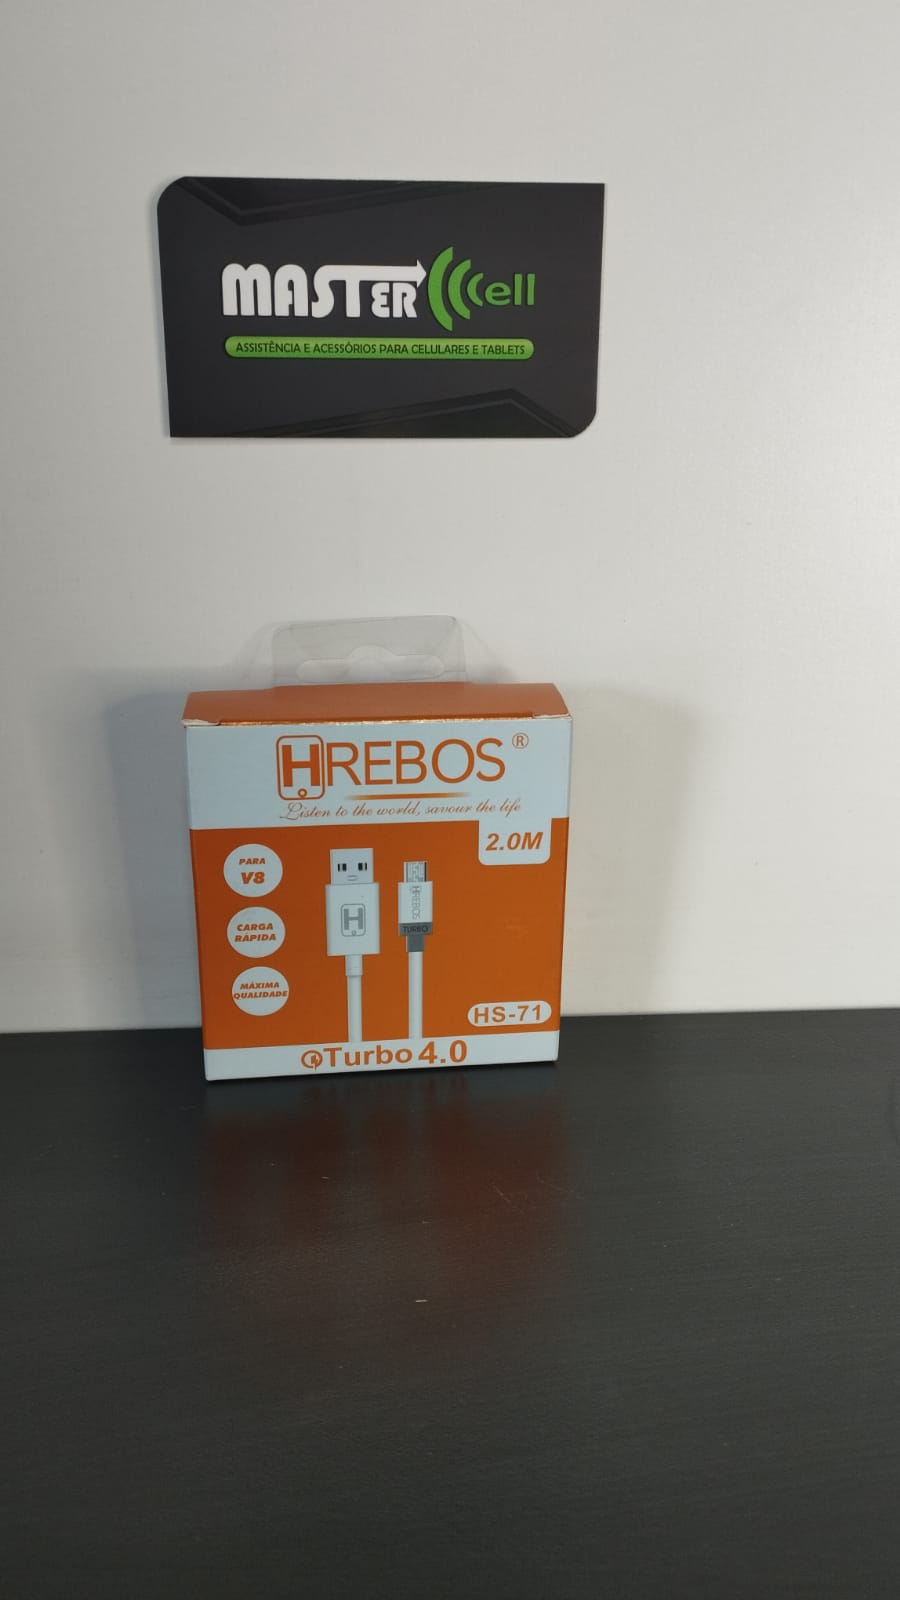 MASTER Cell
ASSISTÊNCIA E ACESSÓRIOS PARA CELULARES E TABLETS
HREBOS®
Listen to the world, savour the life
2.0M
PARA
V8
CARGA
RÁPIDA
MÁXIMA
QUALIDADE
H
HREBOS
TURBO
HS-71
Turbo 4.0